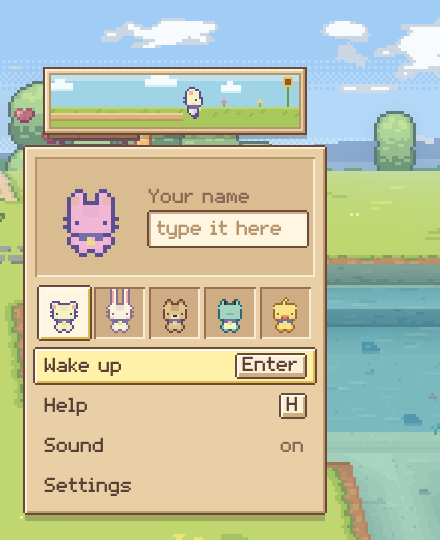 Your name
type it here
Wake up Enter
Help H
Sound on
Settings